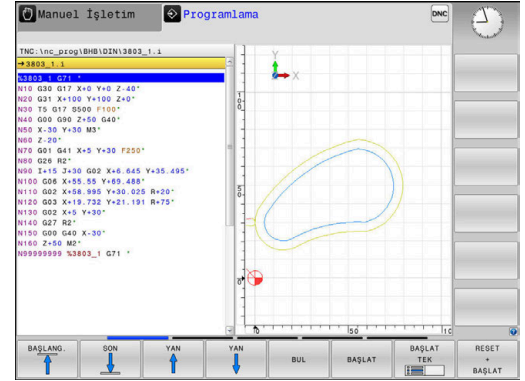 Manuel İşletim
Programlama
DNC
TNC:\nc_prog\BHB\DIN\3803_1.i
→3803_1.i
%3803_1 G71 *
N10 G30 G17 X+0 Y+0 Z-40*
N20 G31 X+100 Y+100 Z+0*
N30 T5 G17 S500 F100*
N40 G00 G90 Z+50 G40*
N50 X-30 Y+30 M3*
N60 Z-20*
N70 G01 G41 X+5 Y+30 F250*
N80 G26 R2*
N90 I+15 J+30 G02 X+6.645 Y+35.495*
N100 G06 X+55.55 Y+69.488*
N110 G02 X+58.995 Y+30.025 R+20*
N120 G03 X+19.732 Y+21.191 R+75*
N130 G02 X+5 Y+30*
N140 G27 R2*
N150 G00 G40 X-30*
N160 Z+50 M2*
N99999999 %3803_1 G71 *
Y
X
100
50
0
0
50
BAŞLANG.
SON
YAN
YAN
BUL
BAŞLAT
BAŞLAT
TEK
RESET
+
BAŞLAT